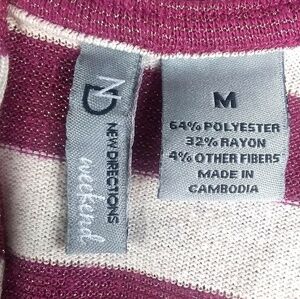 ND
NEW DIRECTIONS
weekend
M
64% POLYESTER
32% RAYON
4% OTHER FIBERS
MADE IN
CAMBODIA